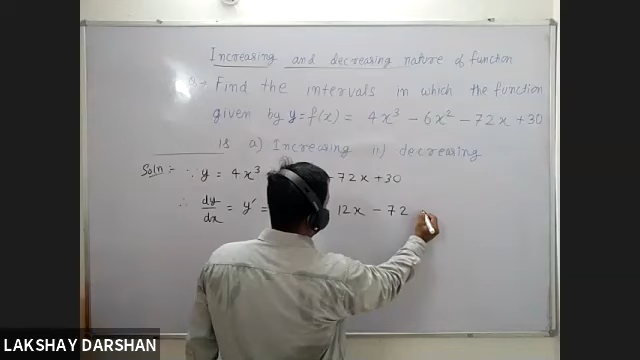 Increasing and decreasing nature of function
Q→ Find the intervals in which the function
given by y = f(x) = 4x³ - 6x² - 72x + 30
is a) Increasing ii) decreasing
Soln:- ∵ y = 4x³ 72x + 30
∴ dy/dx = y' = 12x - 72
LAKSHAY DARSHAN